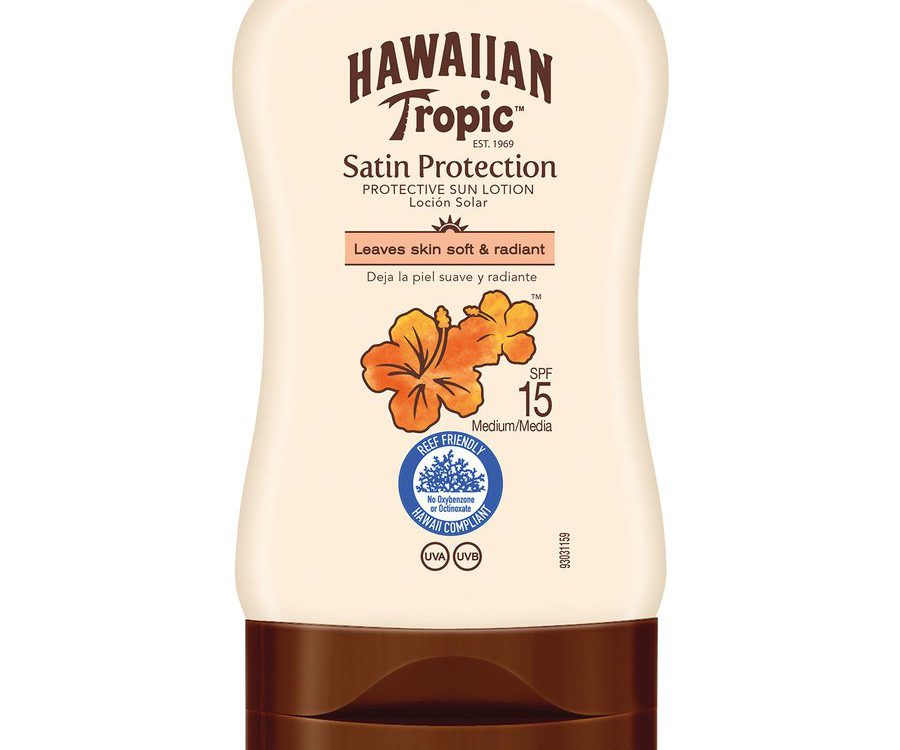 HAWAIIAN
Tropic™
EST. 1969
Satin Protection
PROTECTIVE SUN LOTION
Loción Solar
Leaves skin soft & radiant
Deja la piel suave y radiante
™
SPF
15
Medium/Media
REEF FRIENDLY
No Oxybenzone
or Octinoxate
HAWAII COMPLIANT
UVA UVB
93031159